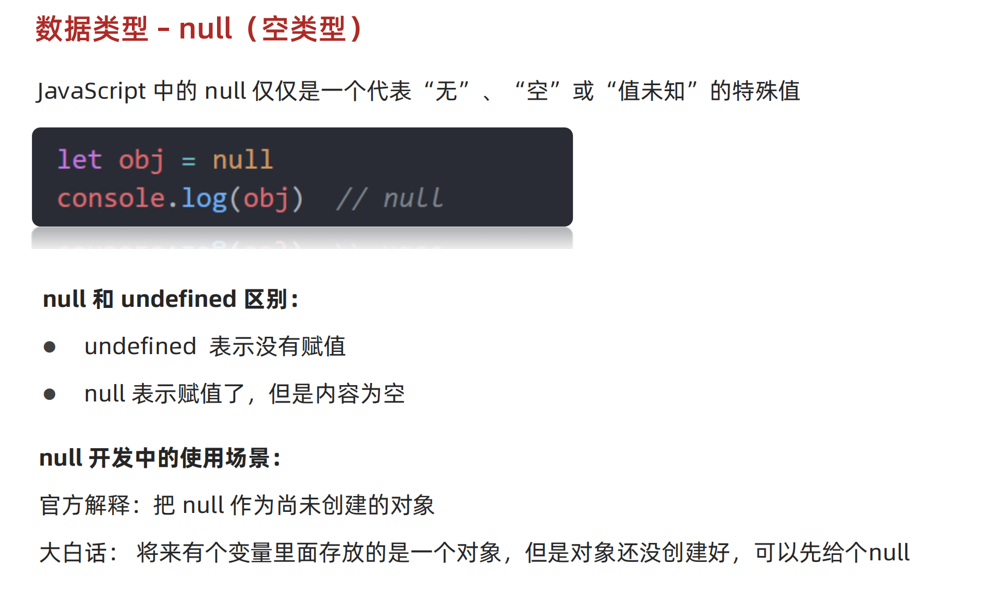 数据类型 – null（空类型）
JavaScript 中的 null 仅仅是一个代表“无”、“空”或“值未知”的特殊值
let obj = null
console.log(obj)  // null
null 和 undefined 区别：
● undefined 表示没有赋值
● null 表示赋值了，但是内容为空
null 开发中的使用场景：
官方解释：把 null 作为尚未创建的对象
大白话： 将来有个变量里面存放的是一个对象，但是对象还没创建好，可以先给个null